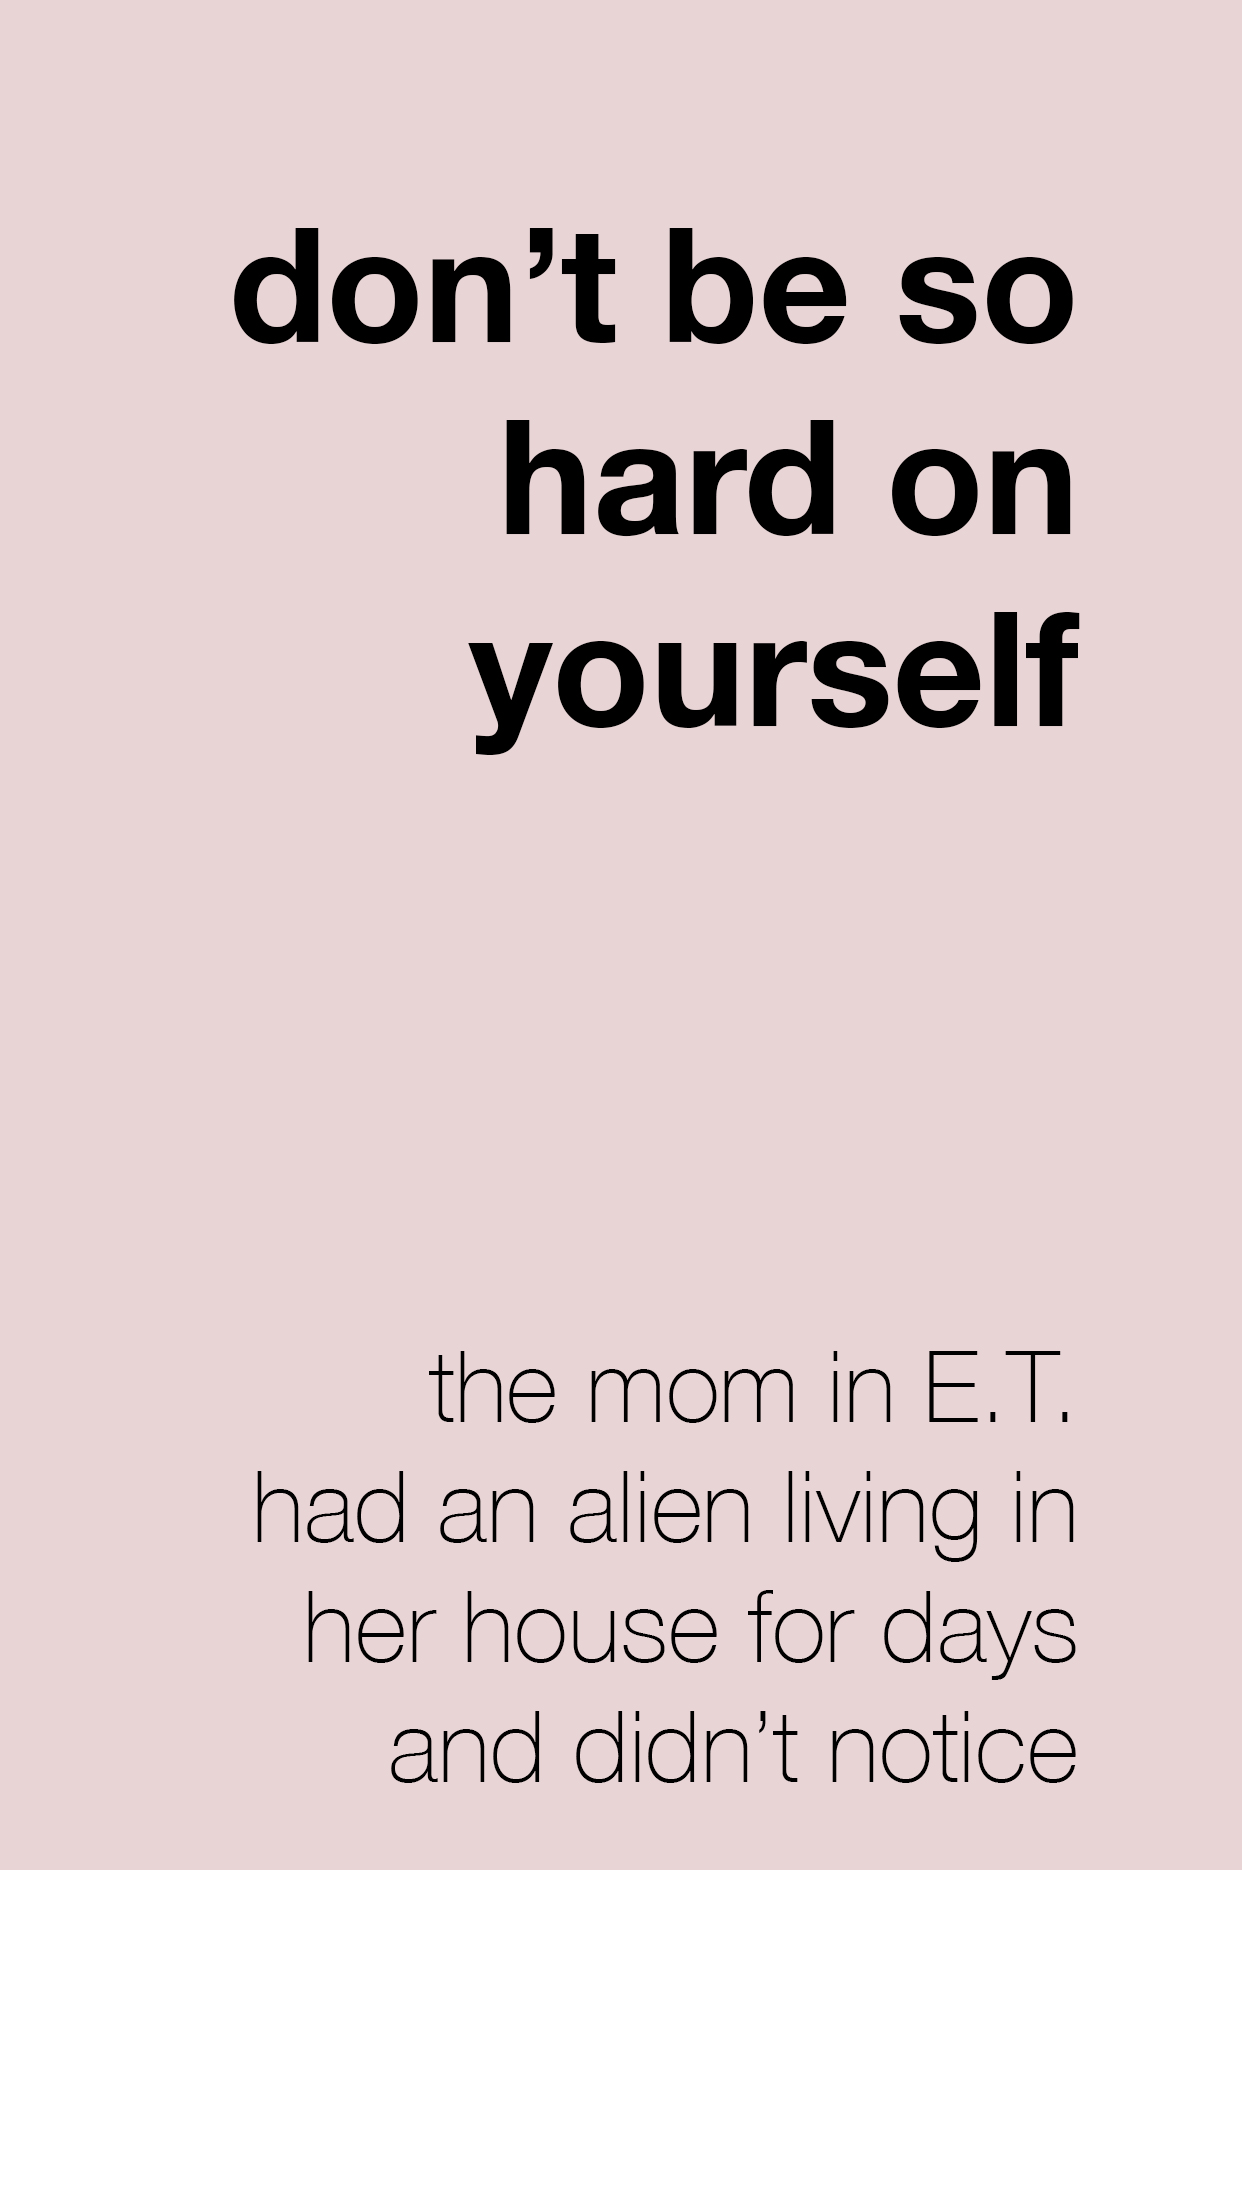 don’t be so
hard on
yourself
the mom in E.T.
had an alien living in
her house for days
and didn’t notice